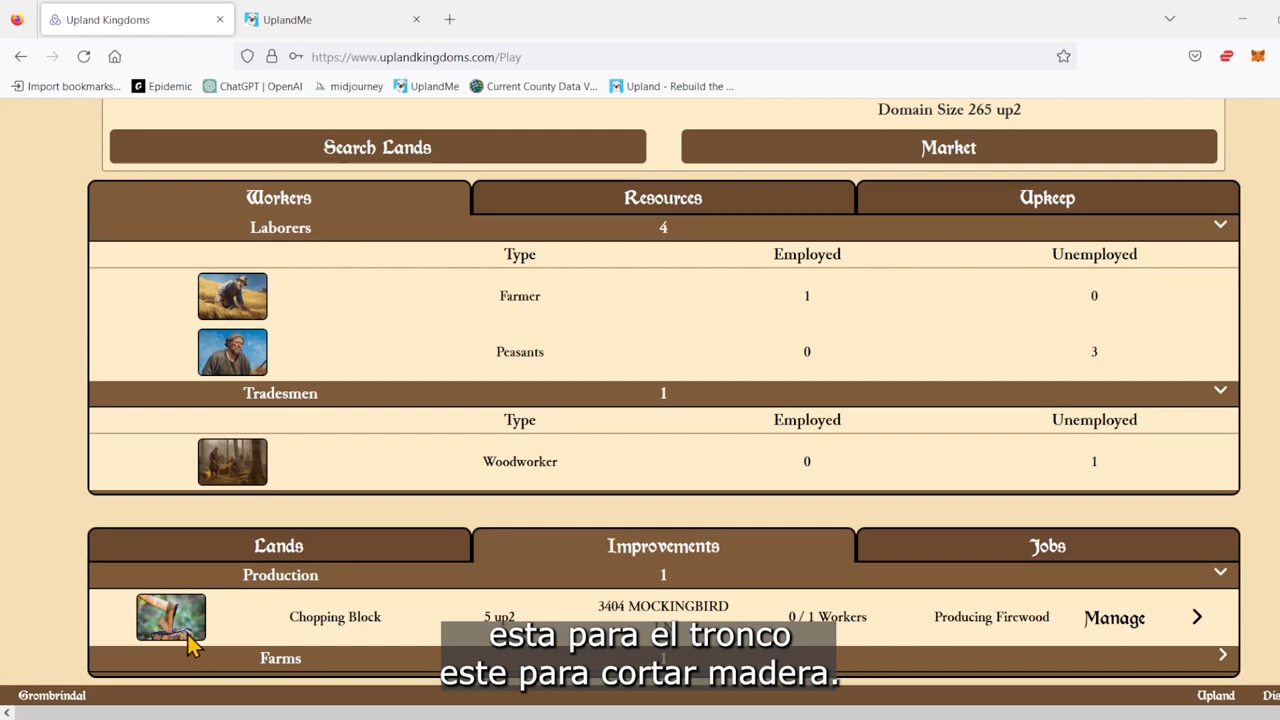 Upland Kingdoms
UplandMe
https://www.uplandkingdoms.com/Play
Import bookmarks...
Epidemic
ChatGPT | OpenAI
midjourney
UplandMe
Current County Data V...
Upland - Rebuild the ...
Domain Size 265 up2
Search Lands
Market
Workers
Resources
Upkeep
Laborers 4
Type Employed Unemployed
Farmer 1 0
Peasants 0 3
Tradesmen 1
Type Employed Unemployed
Woodworker 0 1
Lands
Improvements
Jobs
Production 1
Chopping Block 5 up2 3404 MOCKINGBIRD 0 / 1 Workers Producing Firewood Manage
esta para el tronco
este para cortar madera.
Farms
Grombrindal
Upland
Dis